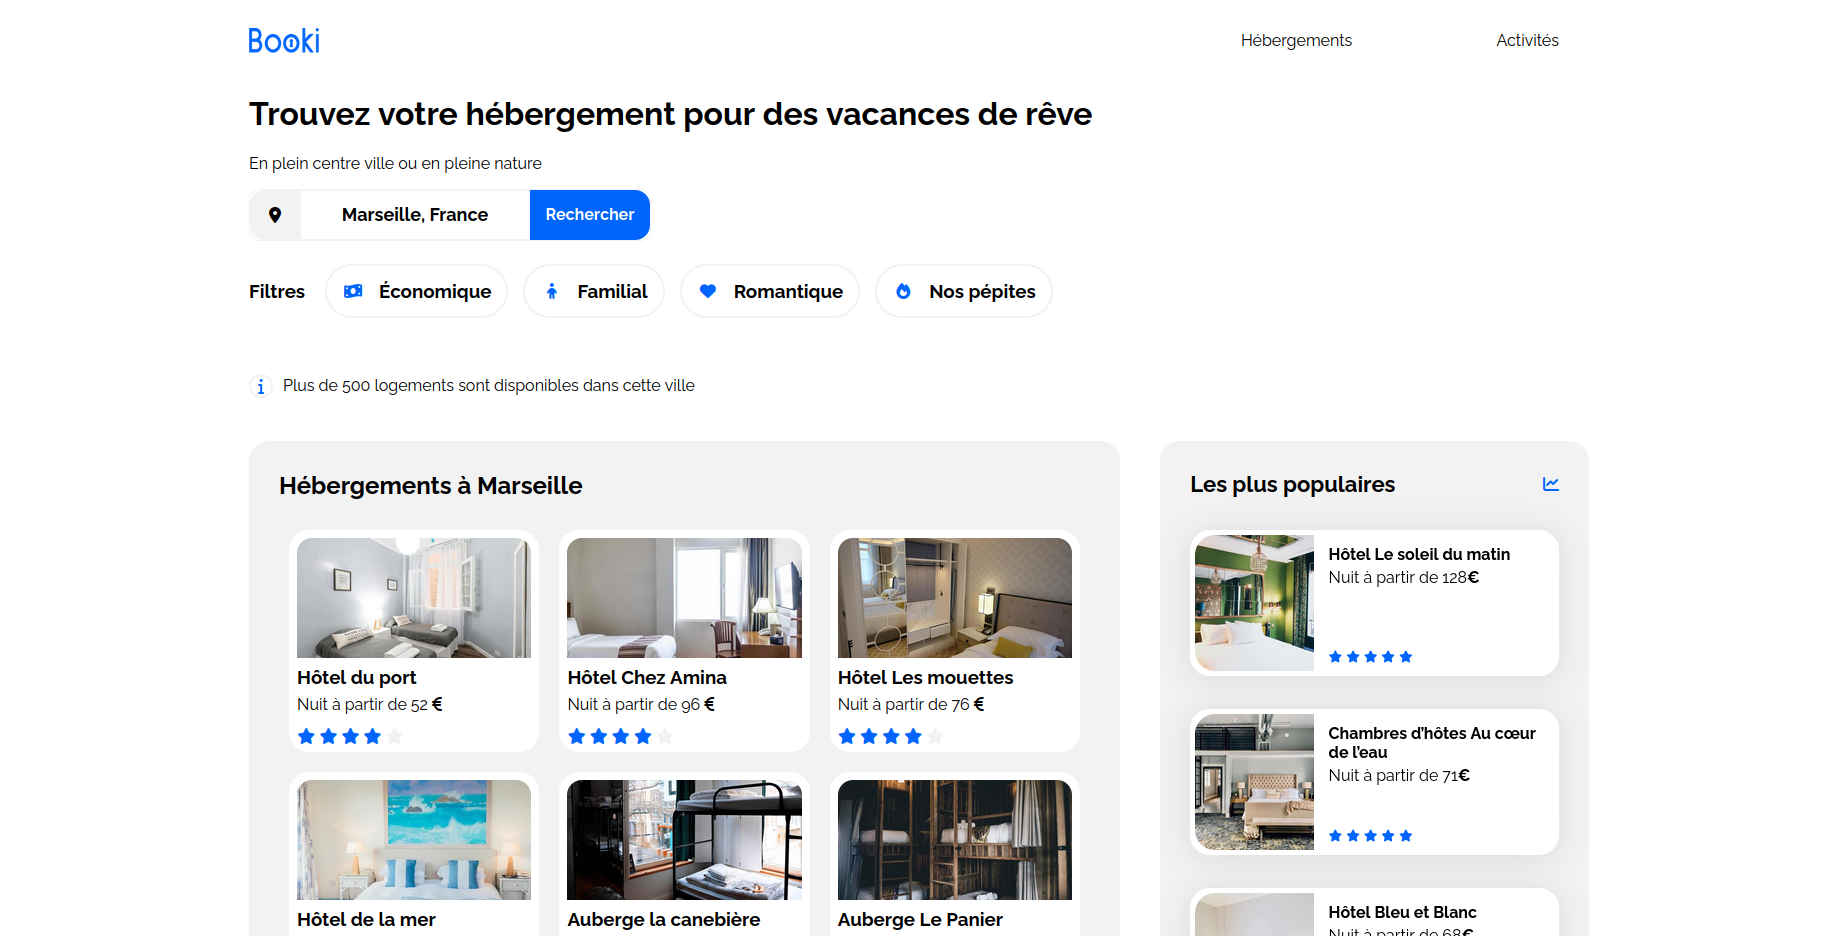 Booki
Hébergements
Activités
Trouvez votre hébergement pour des vacances de rêve
En plein centre ville ou en pleine nature
Marseille, France
Rechercher
Filtres
Économique
Familial
Romantique
Nos pépites
Plus de 500 logements sont disponibles dans cette ville
Hébergements à Marseille
Hôtel du port
Nuit à partir de 52 €
Hôtel Chez Amina
Nuit à partir de 96 €
Hôtel Les mouettes
Nuit à partir de 76 €
Hôtel de la mer
Auberge la canebière
Auberge Le Panier
Les plus populaires
Hôtel Le soleil du matin
Nuit à partir de 128€
Chambres d’hôtes Au cœur
de l’eau
Nuit à partir de 71€
Hôtel Bleu et Blanc
Nuit à partir de 68€